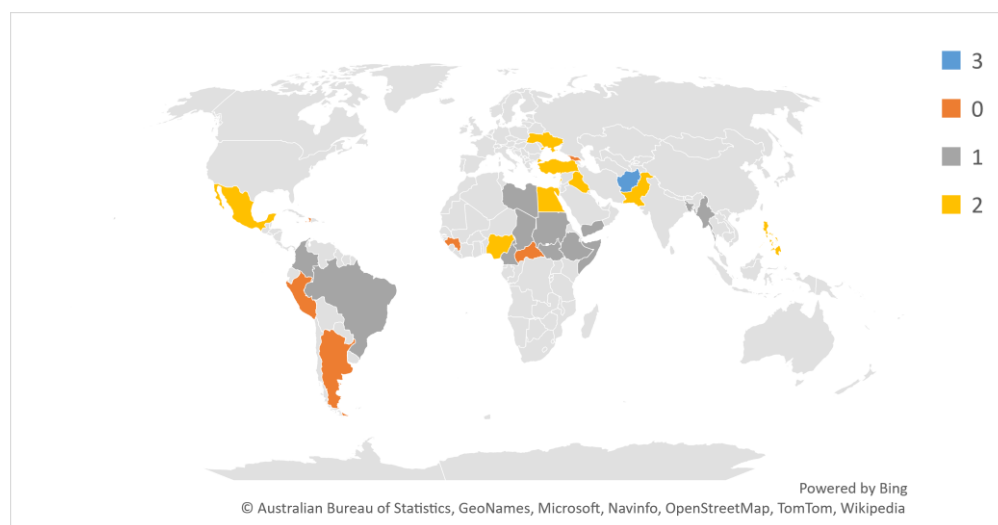 3
0
1
2
Powered by Bing
© Australian Bureau of Statistics, GeoNames, Microsoft, Navinfo, OpenStreetMap, TomTom, Wikipedia